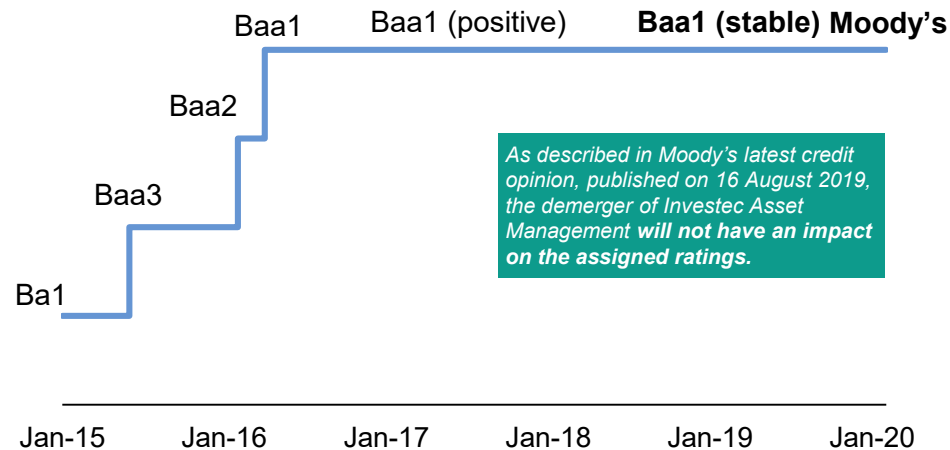 Baa1 Baa1 (positive) Baa1 (stable) Moody's
Baa2
As described in Moody's latest credit
opinion, published on 16 August 2019,
the demerger of Investec Asset
Management will not have an impact
on the assigned ratings.
Baa3
Ba1
Jan-15 Jan-16 Jan-17 Jan-18 Jan-19 Jan-20